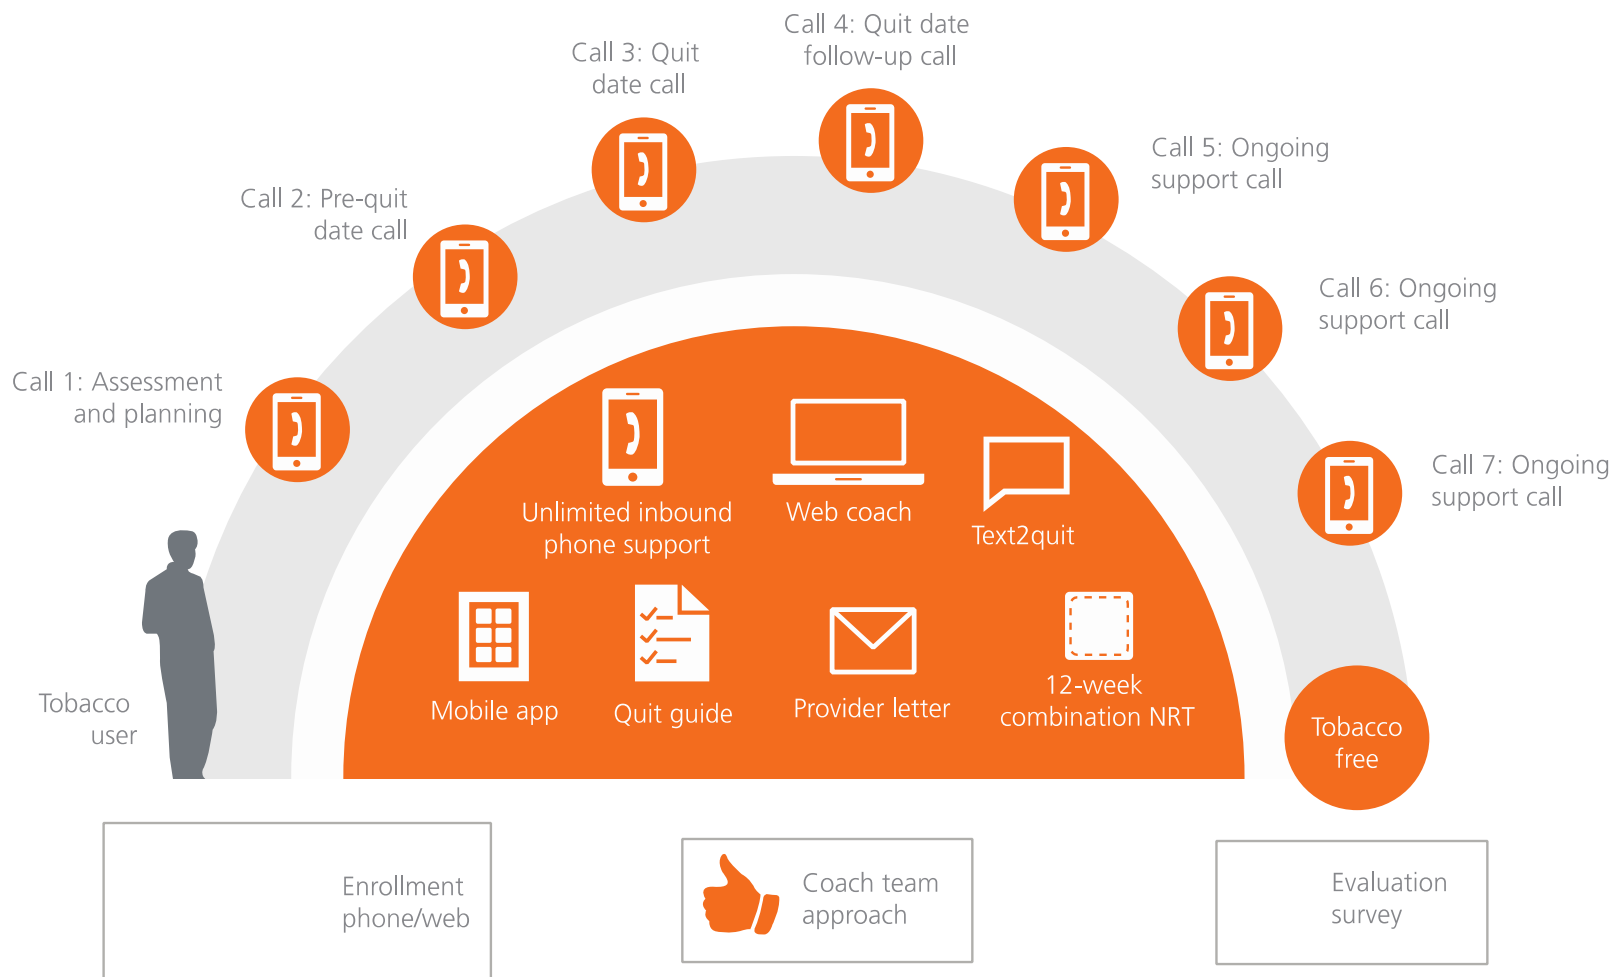 Call 4: Quit date
follow-up call
Call 3: Quit
date call
Call 5: Ongoing
support call
Call 2: Pre-quit
date call
Call 6: Ongoing
support call
Call 1: Assessment
and planning
Call 7: Ongoing
support call
Unlimited inbound
phone support
Web coach
Text2quit
Mobile app
Quit guide
Provider letter
12-week
combination NRT
Tobacco
user
Tobacco
free
Enrollment
phone/web
Coach team
approach
Evaluation
survey